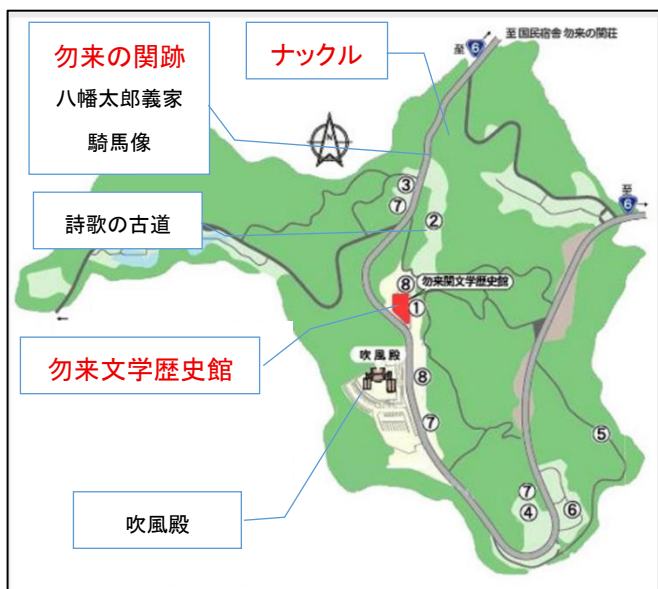 勿来の関跡
八幡太郎義家
騎馬像
ナックル
至 6
至 国民宿舎 勿来の関荘
N
至
6
詩歌の古道
③
⑦
②
⑧
勿来関文学歴史館
①
勿来文学歴史館
吹風殿
⑧
⑦
⑤
⑦
④
⑥
吹風殿